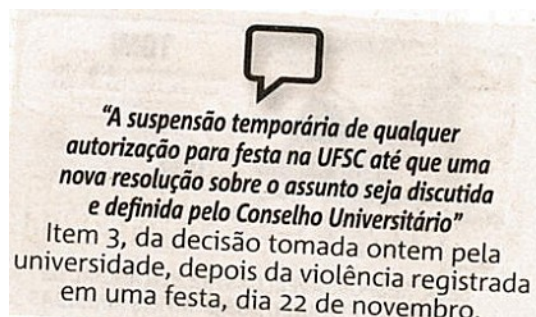 “A suspensão temporária de qualquer
autorização para festa na UFSC até que uma
nova resolução sobre o assunto seja discutida
e definida pelo Conselho Universitário”
Item 3, da decisão tomada ontem pela
universidade, depois da violência registrada
em uma festa, dia 22 de novembro.